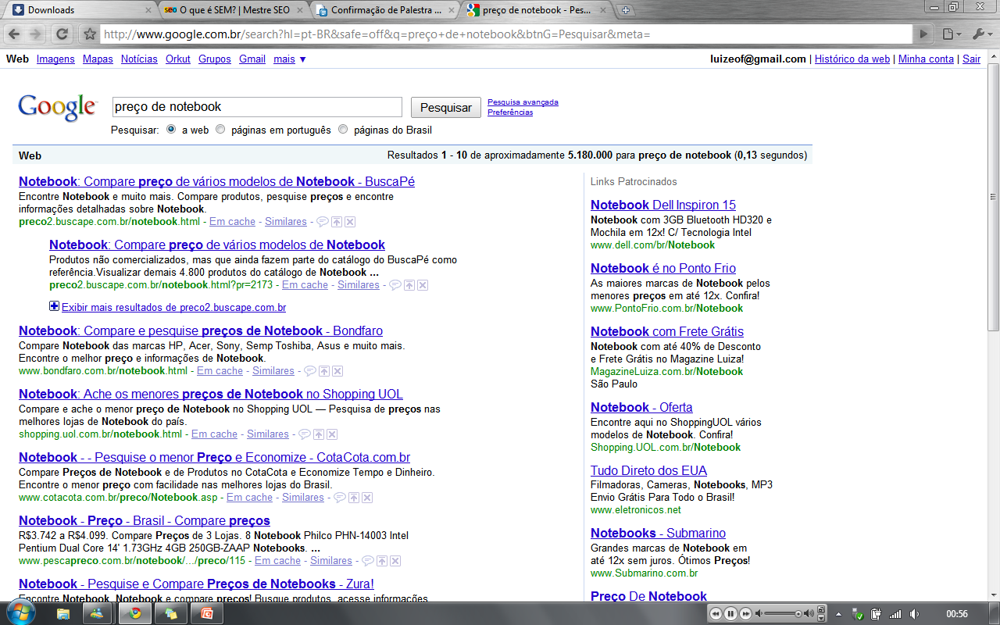 Downloads
seo O que é SEM? | Mestre SEO
Confirmação de Palestra ...
preço de notebook - Pes...
http://www.google.com.br/search?hl=pt-BR&safe=off&q=preço+de+notebook&btnG=Pesquisar&meta=
Web Imagens Mapas Notícias Orkut Grupos Gmail mais ▼
luizeof@gmail.com | Histórico da web | Minha conta | Sair
Google
preço de notebook
Pesquisar
Pesquisa avançada
Preferências
Pesquisar: a web páginas em português páginas do Brasil
Web
Resultados 1 - 10 de aproximadamente 5.180.000 para preço de notebook (0,13 segundos)
Notebook: Compare preço de vários modelos de Notebook - BuscaPé
Encontre Notebook e muito mais. Compare produtos, pesquise preços e encontre
informações detalhadas sobre Notebook.
preco2.buscape.com.br/notebook.html - Em cache - Similares -
Notebook: Compare preço de vários modelos de Notebook
Produtos não comercializados, mas que ainda fazem parte do catálogo do BuscaPé como
referência.Visualizar demais 4.800 produtos do catálogo de Notebook ...
preco2.buscape.com.br/notebook.html?pr=2173 - Em cache - Similares -
Exibir mais resultados de preco2.buscape.com.br
Notebook: Compare e pesquise preços de Notebook - Bondfaro
Compare Notebook das marcas HP, Acer, Sony, Semp Toshiba, Asus e muito mais.
Encontre o melhor preço e informações de Notebook.
www.bondfaro.com.br/notebook.html - Em cache - Similares -
Notebook: Ache os menores preços de Notebook no Shopping UOL
Compare e ache o menor preço de Notebook no Shopping UOL — Pesquisa de preços nas
melhores lojas de Notebook do país.
shopping.uol.com.br/notebook.html - Em cache - Similares -
Notebook - - Pesquise o menor Preço e Economize - CotaCota.com.br
Compare Preços de Notebook e de Produtos no CotaCota e Economize Tempo e Dinheiro.
Encontre o menor preço com facilidade nas melhores lojas do Brasil.
www.cotacota.com.br/preco/Notebook.asp - Em cache - Similares -
Notebook - Preço - Brasil - Compare preços
R$3.742 a R$4.099. Compare Preços de 3 Lojas. 8 Notebook Philco PHN-14003 Intel
Pentium Dual Core 14' 1.73GHz 4GB 250GB-ZAAP Notebooks. ...
www.pescapreco.com.br/notebook/.../preco/115 - Em cache - Similares -
Notebook - Pesquise e Compare Preços de Notebooks - Zura!
Encontre Notebook, Notebook e compare preços! Busque produtos, acesse informações,
Links Patrocinados
Notebook Dell Inspiron 15
Notebook com 3GB Bluetooth HD320 e
Mochila em 12x! C/ Tecnologia Intel
www.dell.com/br/Notebook
Notebook é no Ponto Frio
As maiores marcas de Notebook pelos
menores preços em até 12x. Confira!
www.PontoFrio.com.br/Notebook
Notebook com Frete Grátis
Notebook com até 40% de Desconto
e Frete Grátis no Magazine Luiza!
MagazineLuiza.com.br/Notebook
São Paulo
Notebook - Oferta
Encontre aqui no ShoppingUOL vários
modelos de Notebook. Confira!
Shopping.UOL.com.br/Notebook
Tudo Direto dos EUA
Filmadoras, Cameras, Notebooks, MP3
Envio Grátis Para Todo o Brasil!
www.eletronicos.net
Notebooks - Submarino
Grandes marcas de Notebook em
até 12x sem juros. Ótimos Preços!
www.Submarino.com.br
Preço De Notebook
00:56